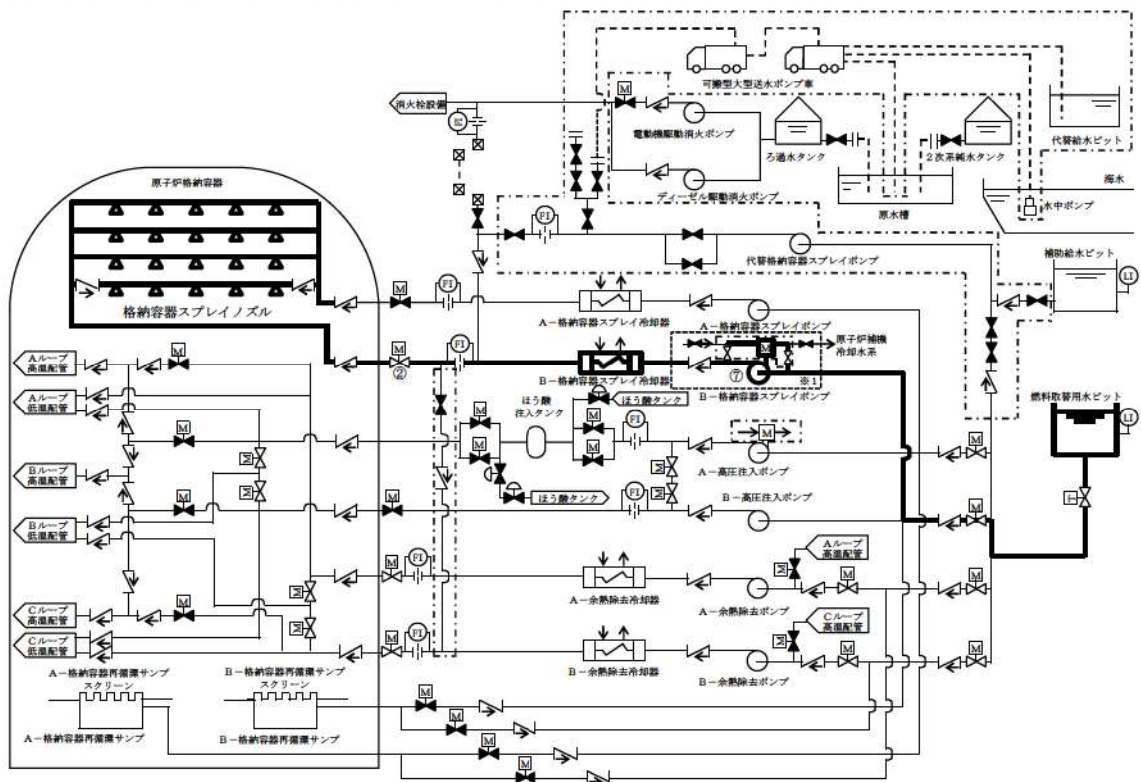 可搬型大型送水ポンプ車
消火栓設備
M
電動機駆動消火ポンプ
ろ過水タンク
2次系純水タンク
代替給水ピット
ディーゼル駆動消火ポンプ
原水槽
海水
水中ポンプ
FI
代替格納容器スプレイポンプ
補助給水ピット
LI
原子炉格納容器
格納容器スプレイノズル
M
FI
A-格納容器スプレイ冷却器
A-格納容器スプレイポンプ
M
②
FI
B-格納容器スプレイ冷却器
M
原子炉補機
冷却水系
⑦
※1
B-格納容器スプレイポンプ
燃料取替用水ピット
LI
T
Aループ
高温配管
M
Aループ
低温配管
M
ほう酸
注入タンク
ほう酸タンク
M
M
M
M
FI
M
A-高圧注入ポンプ
M
Bループ
高温配管
M
M
ほう酸タンク
FI
M
M
B-高圧注入ポンプ
M
Bループ
低温配管
M
M
M
FI
A-余熱除去冷却器
A-余熱除去ポンプ
Aループ
高温配管
M
M
M
Cループ
高温配管
M
M
M
Cループ
低温配管
M
FI
B-余熱除去冷却器
B-余熱除去ポンプ
Cループ
高温配管
M
M
M
A-格納容器再循環サンプ
スクリーン
B-格納容器再循環サンプ
スクリーン
A-格納容器再循環サンプ
B-格納容器再循環サンプ
M
M
M
M